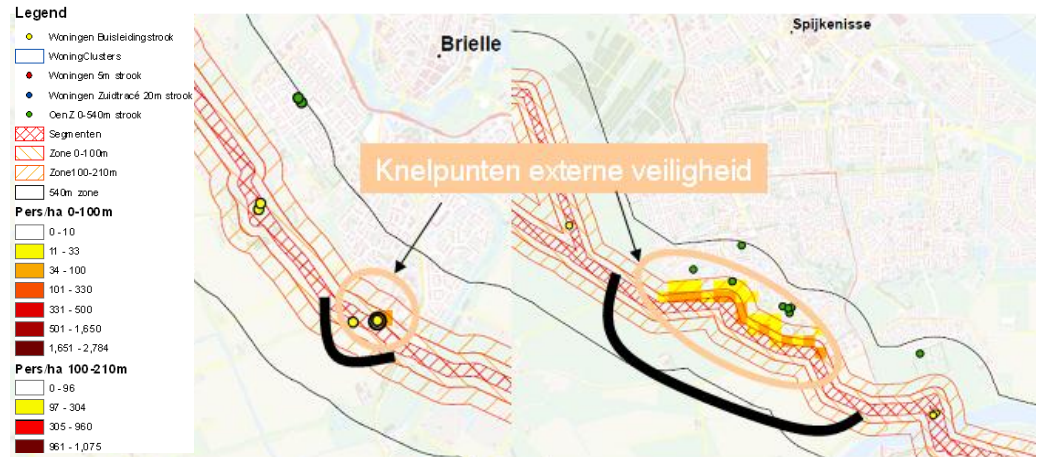 Legend
Woningen Buisleidingstrook
WoningClusters
Woningen 5m strook
Woningen Zuidtracé 20m strook
OenZ 0-540m strook
Segmenten
Zone 0-100m
Zone100-210m
540m zone
Pers/ha 0-100m
0 - 10
11 - 33
34 - 100
101 - 330
331 - 500
501 - 1,650
1,651 - 2,784
Pers/ha 100-210m
0 - 96
97 - 304
305 - 960
961 - 1,075
Brielle
Spijkenisse
Knelpunten externe veiligheid